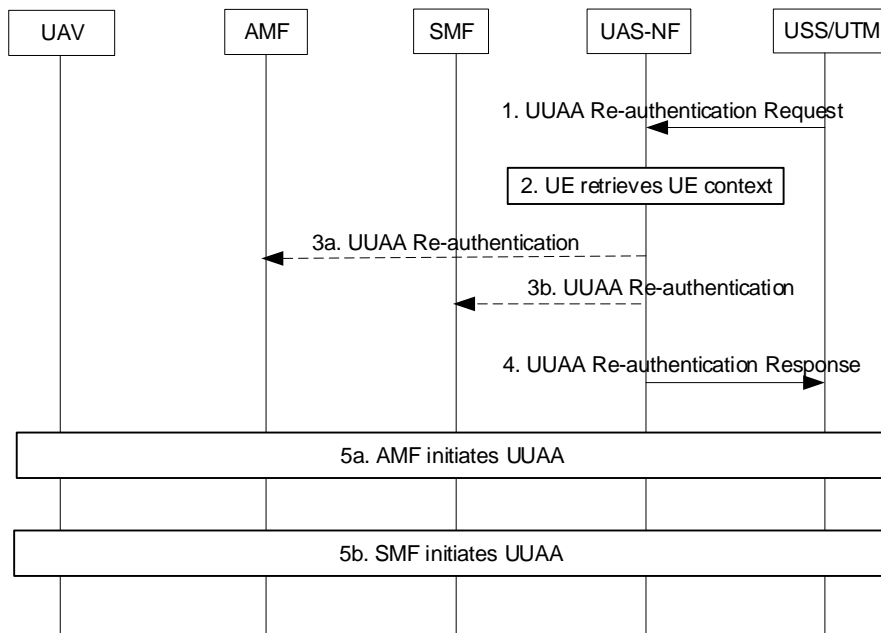 UAV
AMF
SMF
UAS-NF
USS/UTM
1. UUAA Re-authentication Request
2. UE retrieves UE context
3a. UUAA Re-authentication
3b. UUAA Re-authentication
4. UUAA Re-authentication Response
5a. AMF initiates UUAA
5b. SMF initiates UUAA